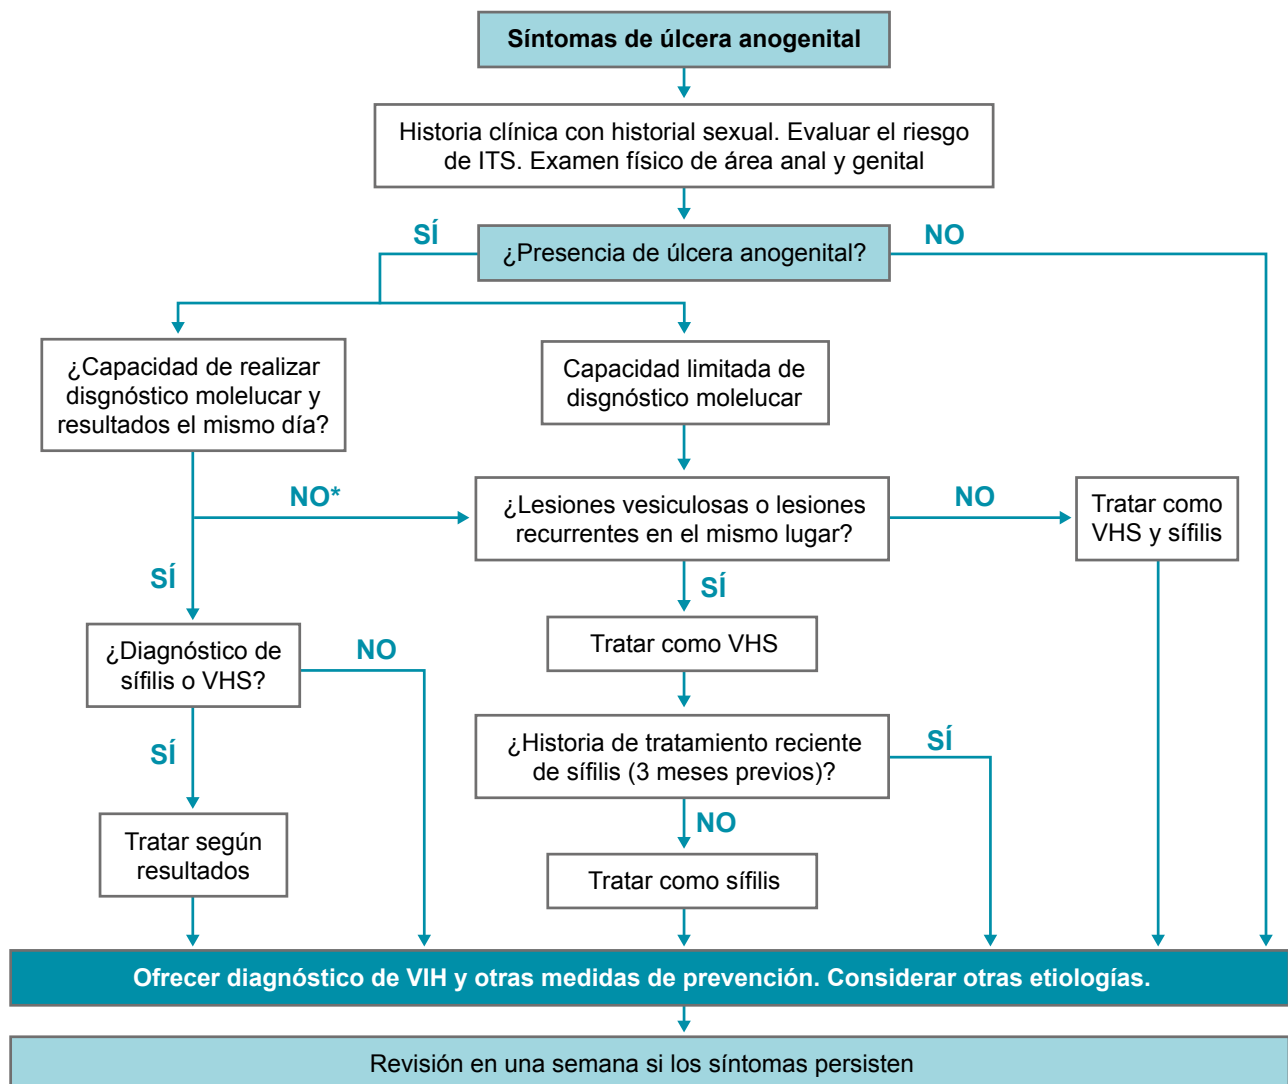 Síntomas de úlcera anogenital
Historia clínica con historial sexual. Evaluar el riesgo
de ITS. Examen físico de área anal y genital
SÍ
NO
¿Presencia de úlcera anogenital?
¿Capacidad de realizar
disgnóstico molelucar y
resultados el mismo día?
Capacidad limitada de
disgnóstico molelucar
NO*
¿Lesiones vesiculosas o lesiones
recurrentes en el mismo lugar?
NO
Tratar como
VHS y sífilis
SÍ
SÍ
¿Diagnóstico de
sífilis o VHS?
NO
Tratar como VHS
SÍ
¿Historia de tratamiento reciente
de sífilis (3 meses previos)?
SÍ
NO
Tratar según
resultados
Tratar como sífilis
Ofrecer diagnóstico de VIH y otras medidas de prevención. Considerar otras etiologías.
Revisión en una semana si los síntomas persisten